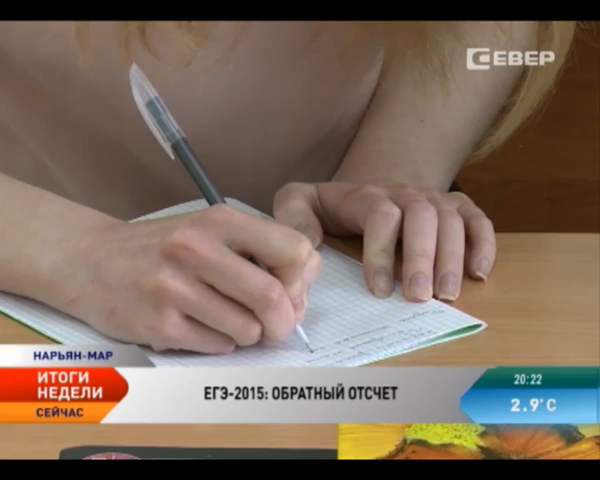 СЕВЕР
НАРЬЯН-МАР
ИТОГИ
НЕДЕЛИ
СЕЙЧАС
ЕГЭ-2015: ОБРАТНЫЙ ОТСЧЕТ
20:22
2.9°C